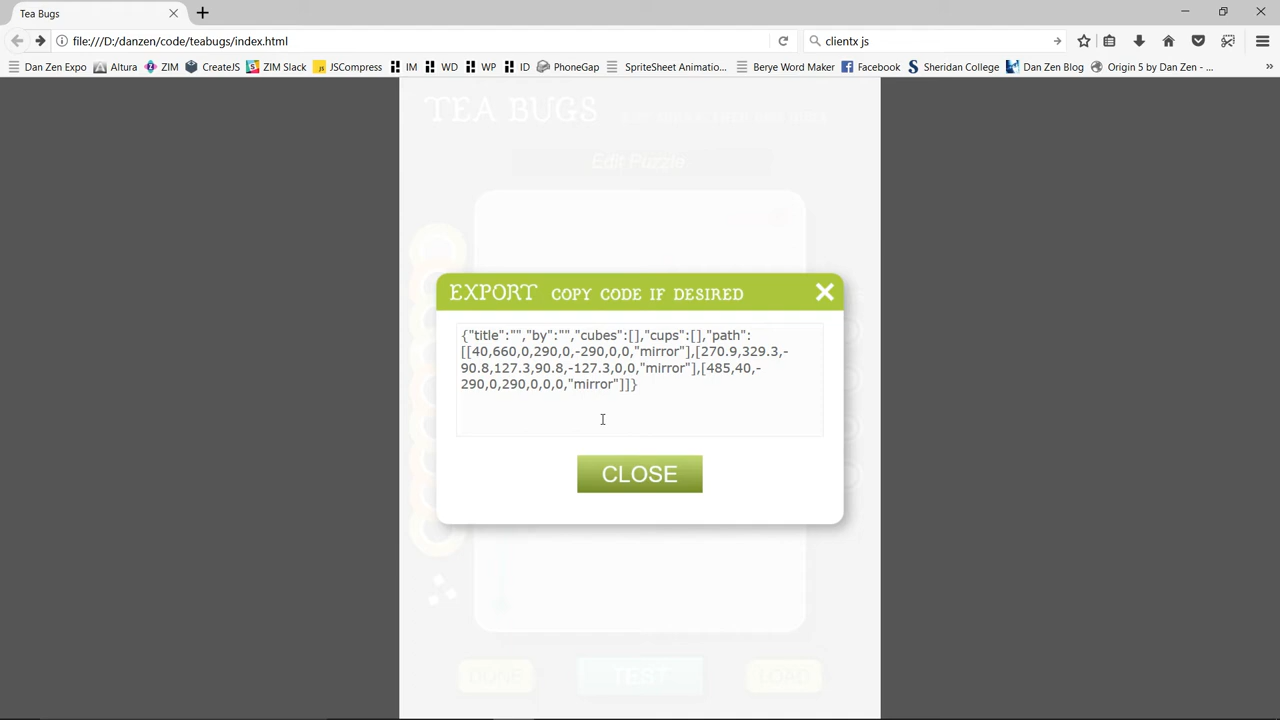 Tea Bugs
file:///D:/danzen/code/teabugs/index.html
clientx js
Dan Zen Expo
Altura
ZIM
CreateJS
ZIM Slack
JSCompress
IM
WD
WP
ID
PhoneGap
SpriteSheet Animatio...
Berye Word Maker
Facebook
Sheridan College
Dan Zen Blog
Origin 5 by Dan Zen - ...
TEA BUGS
Edit Puzzle
EXPORT COPY CODE IF DESIRED
{"title":"","by":"","cubes":[],"cups":[],"path":
[[40,660,0,290,0,-290,0,0,"mirror"],[270.9,329.3,-
90.8,127.3,90.8,-127.3,0,0,"mirror"],[485,40,-
290,0,290,0,0,0,"mirror"]]}
CLOSE
DONE
TEST
LOAD